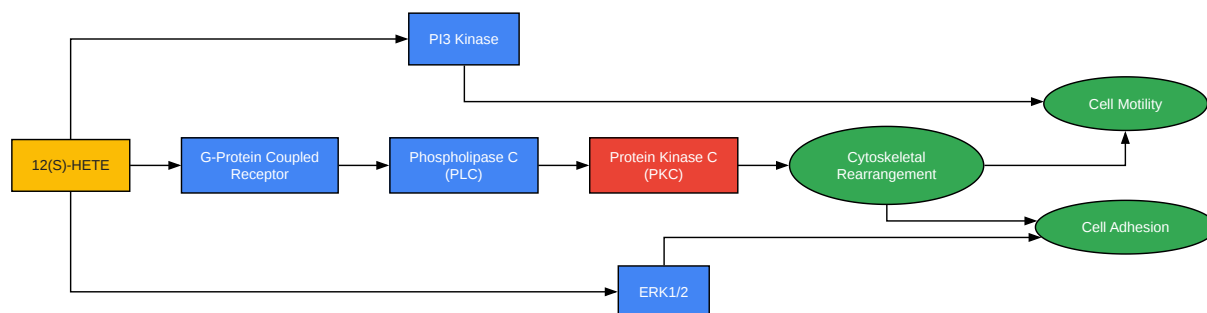 PI3 Kinase
Cell Motility
12(S)-HETE
G-Protein Coupled
Receptor
Phospholipase C
(PLC)
Protein Kinase C
(PKC)
Cytoskeletal
Rearrangement
Cell Adhesion
ERK1/2